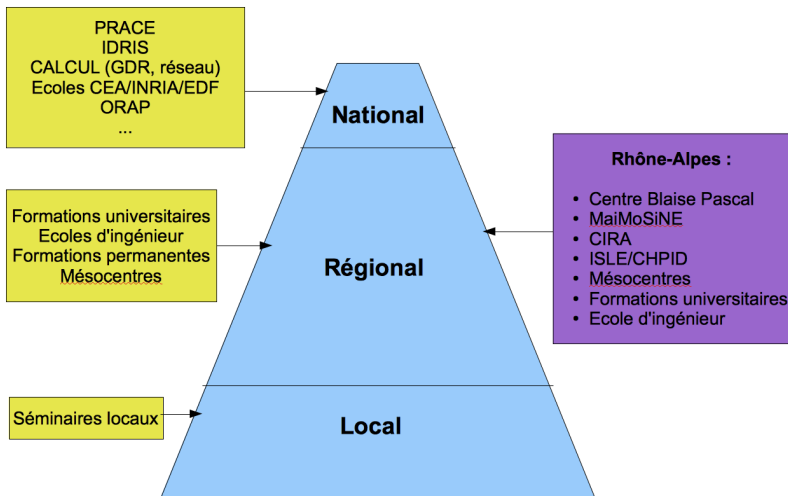 PRACE
IDRIS
CALCUL (GDR, réseau)
Ecoles CEA/INRIA/EDF
ORAP
...
National
Rhône-Alpes :
• Centre Blaise Pascal
• MaiMoSiNE
• CIRA
• ISLE/CHPID
• Mésocentres
• Formations universitaires
• Ecole d'ingénieur
Formations universitaires
Ecoles d'ingénieur
Formations permanentes
Mésocentres
Régional
Séminaires locaux
Local